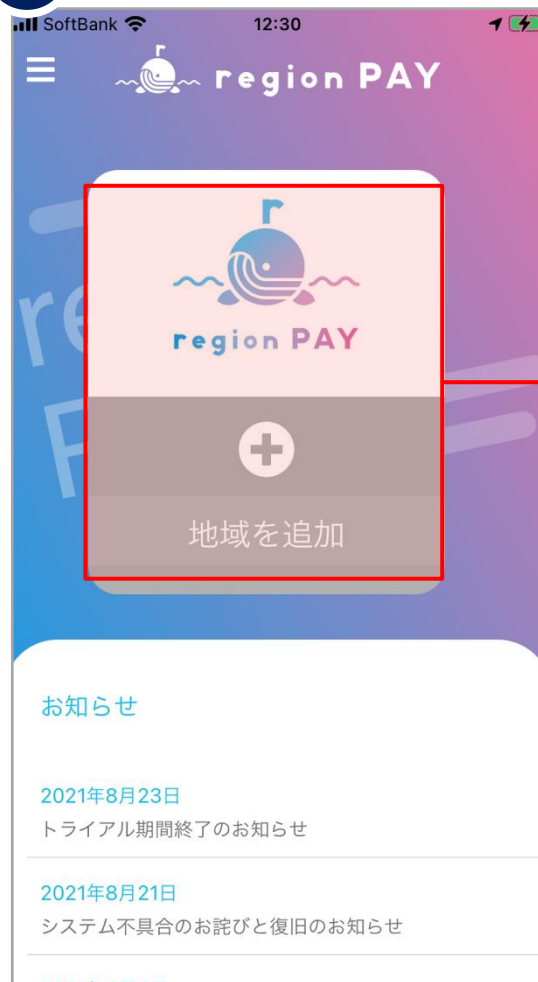 SoftBank 12:30
region PAY
region PAY
地域を追加
お知らせ
2021年8月23日
トライアル期間終了のお知らせ
2021年8月21日
システム不具合のお詫びと復旧のお知らせ